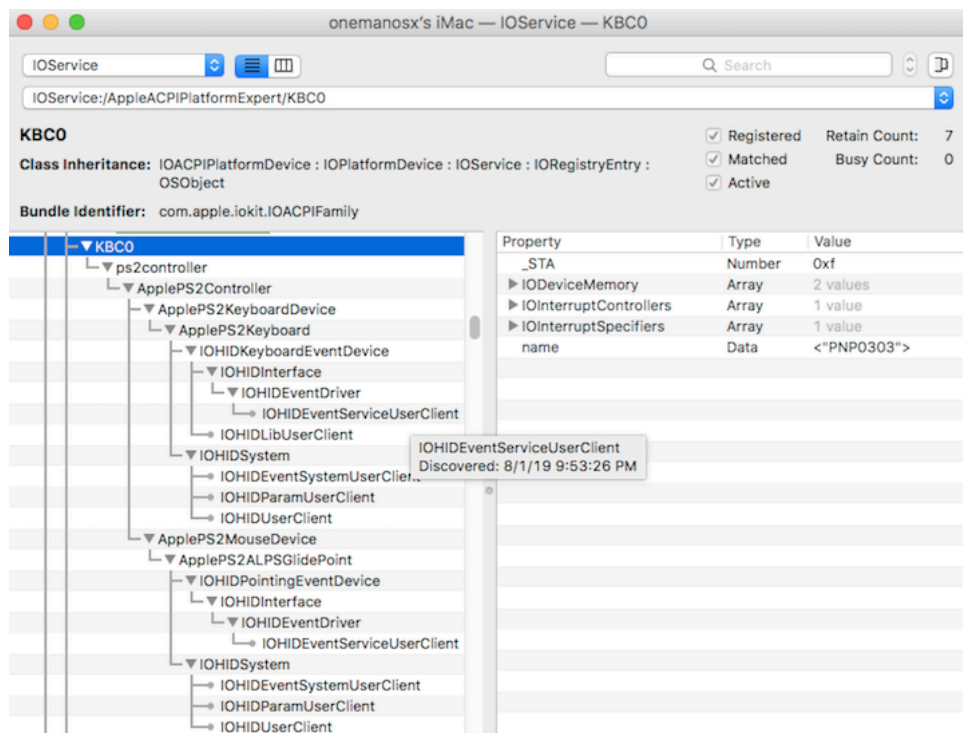 onemanosx's iMac — IOService — KBC0
IOService
Search
IOService:/AppleACPIPlatformExpert/KBC0
KBC0
Registered Retain Count: 7
Class Inheritance: IOACPIPlatformDevice : IOPlatformDevice : IOService : IORegistryEntry :
OSObject
Matched Busy Count: 0
Active
Bundle Identifier: com.apple.iokit.IOACPIFamily
KBC0
ps2controller
ApplePS2Controller
ApplePS2KeyboardDevice
ApplePS2Keyboard
IOHIDKeyboardEventDevice
IOHIDInterface
IOHIDEventDriver
IOHIDEventServiceUserClient
IOHIDLibUserClient
IOHIDSystem
IOHIDEventSystemUserClient
IOHIDParamUserClient
IOHIDUserClient
ApplePS2MouseDevice
ApplePS2ALPSGlidePoint
IOHIDPointingEventDevice
IOHIDInterface
IOHIDEventDriver
IOHIDEventServiceUserClient
IOHIDSystem
IOHIDEventSystemUserClient
IOHIDParamUserClient
IOHIDUserClient
IOHIDEventServiceUserClient
Discovered: 8/1/19 9:53:26 PM
Property Type Value
_STA Number 0xf
IODeviceMemory Array 2 values
IOInterruptControllers Array 1 value
IOInterruptSpecifiers Array 1 value
name Data <"PNP0303">